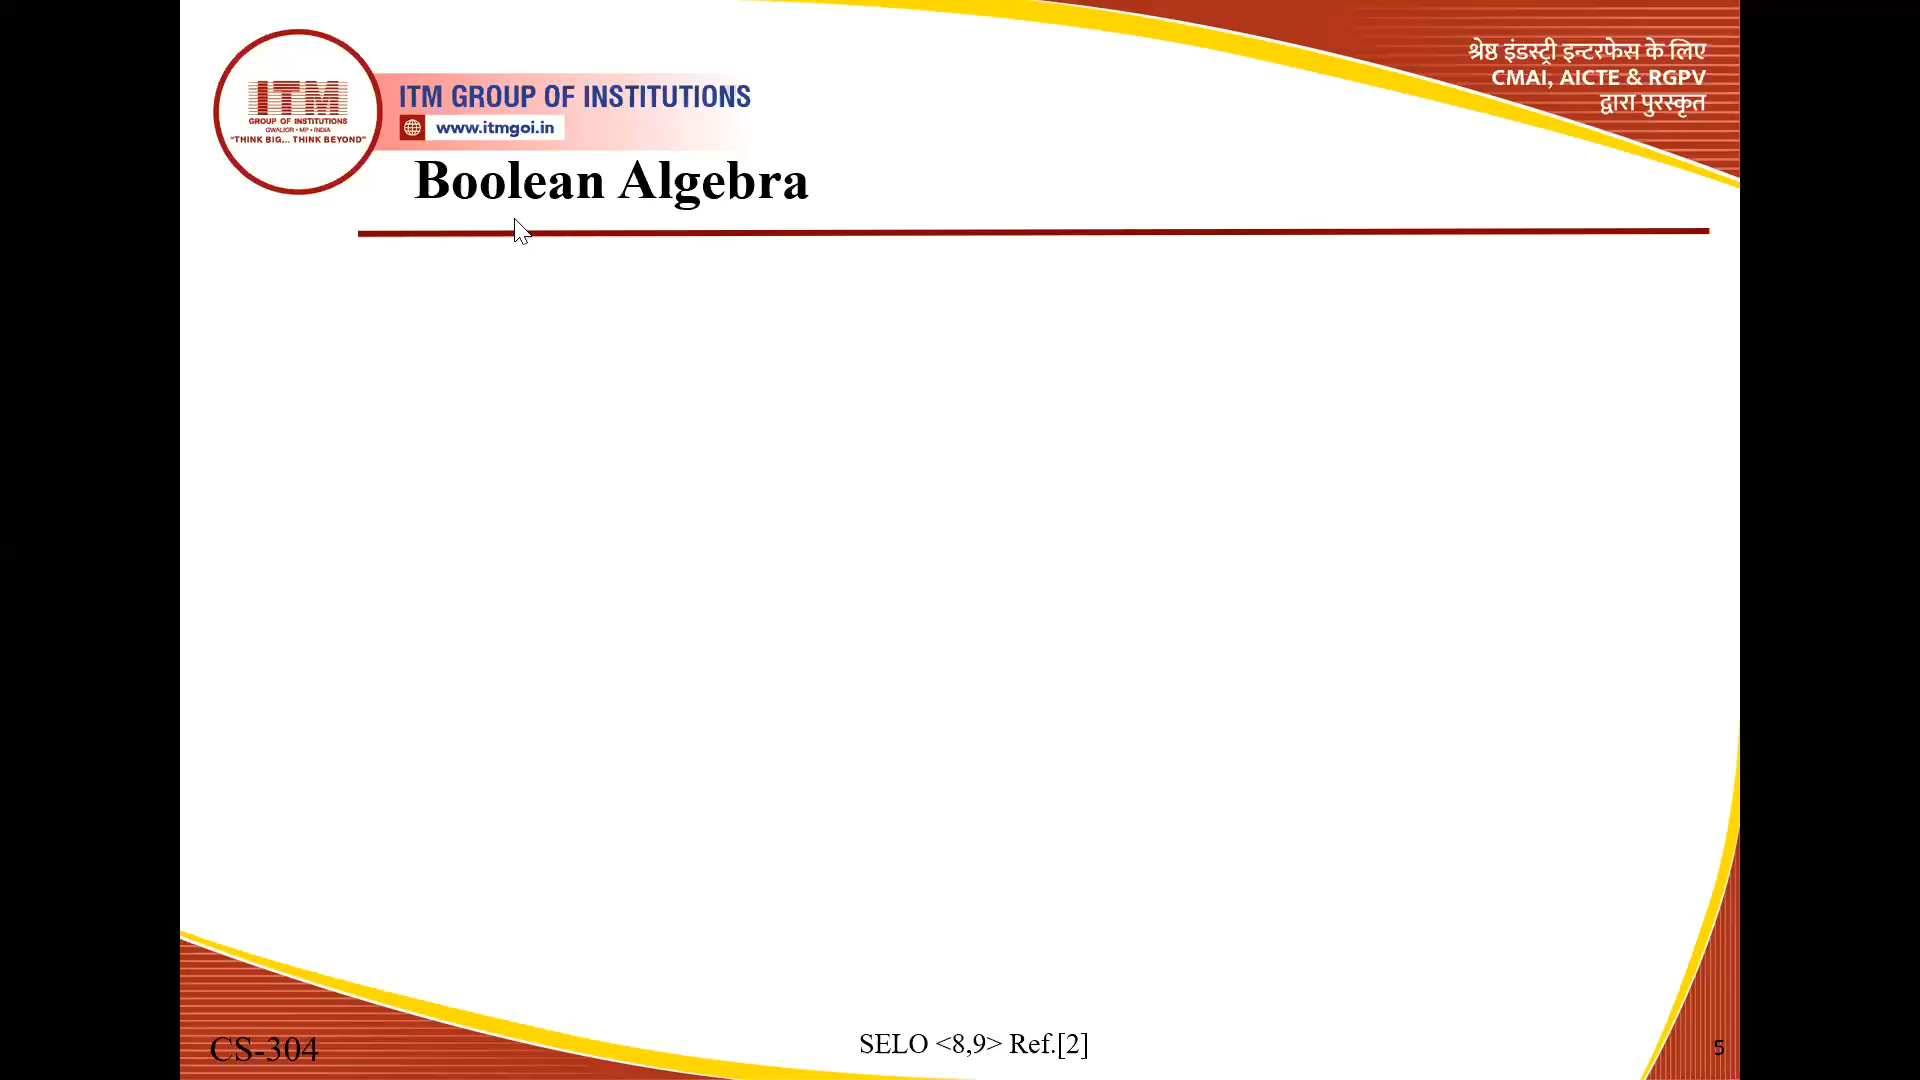 ITM
GROUP OF INSTITUTIONS
GWALIOR • MP • INDIA
"THINK BIG... THINK BEYOND"
ITM GROUP OF INSTITUTIONS
www.itmgoi.in
श्रेष्ठ इंडस्ट्री इन्टरफेस के लिए
CMAI, AICTE & RGPV
द्वारा पुरस्कृत
Boolean Algebra
CS-304
SELO <8,9> Ref.[2]
5